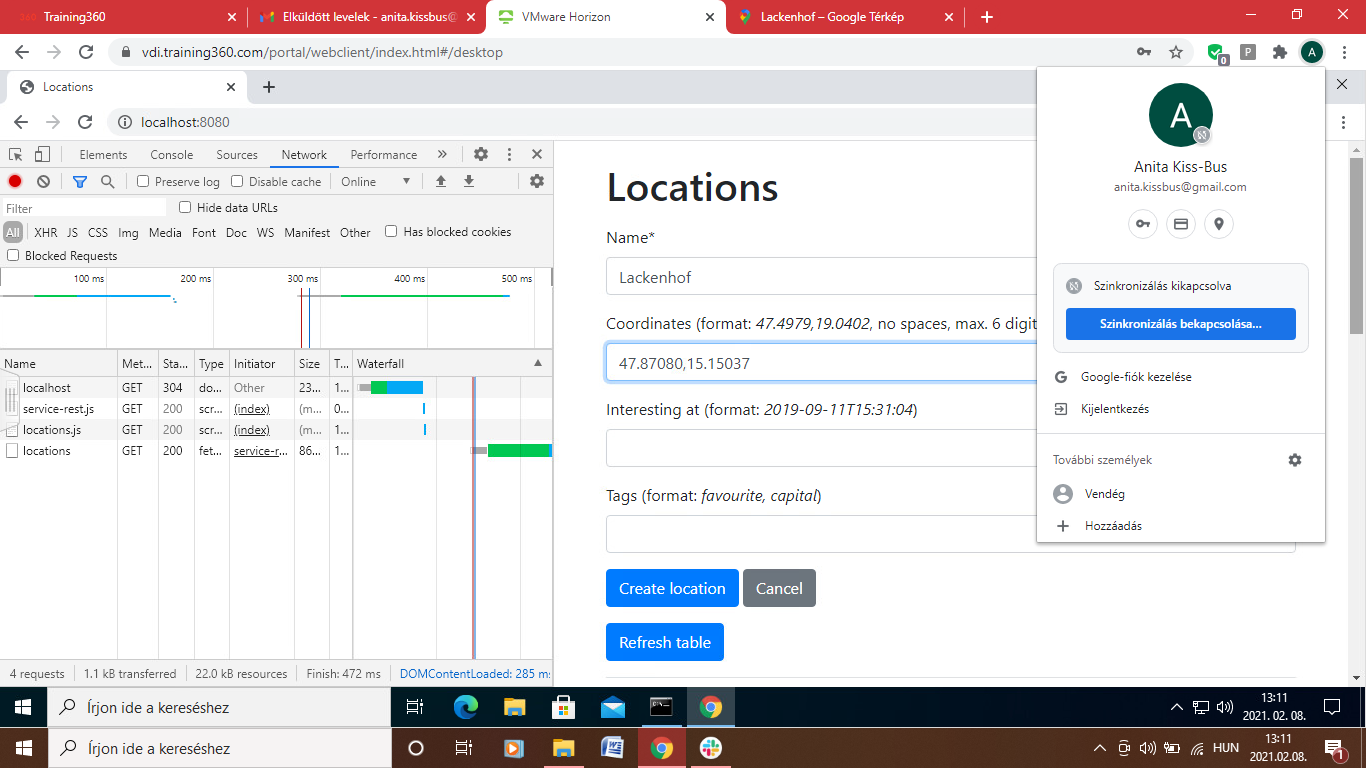 360 Training360
Elküldött levelek - anita.kissbus@
VMware Horizon
Lackenhof – Google Térkép
vdi.training360.com/portal/webclient/index.html#/desktop
0
P
A
Locations
localhost:8080
Elements Console Sources Network Performance
Preserve log Disable cache Online
Filter Hide data URLs
All XHR JS CSS Img Media Font Doc WS Manifest Other Has blocked cookies
Blocked Requests
100 ms 200 ms 300 ms 400 ms 500 ms
Name Met... Sta... Type Initiator Size T... Waterfall
localhost GET 304 do... Other 23... 1...
service-rest.js GET 200 scr... (index) (m... 0...
locations.js GET 200 scr... (index) (m... 1...
locations GET 200 fet... service-r... 86... 1...
4 requests 1.1 kB transferred 22.0 kB resources Finish: 472 ms DOMContentLoaded: 285 ms
Locations
Name*
Lackenhof
Coordinates (format: 47.4979,19.0402, no spaces, max. 6 digit
47.87080,15.15037
Interesting at (format: 2019-09-11T15:31:04)
Tags (format: favourite, capital)
Create location Cancel
Refresh table
A
Anita Kiss-Bus
anita.kissbus@gmail.com
Szinkronizálás kikapcsolva
Szinkronizálás bekapcsolása...
G Google-fiók kezelése
Kijelentkezés
További személyek
Vendég
Hozzáadás
Írjon ide a kereséshez
13:11
2021. 02. 08.
Írjon ide a kereséshez
HUN
13:11
2021.02.08.
1